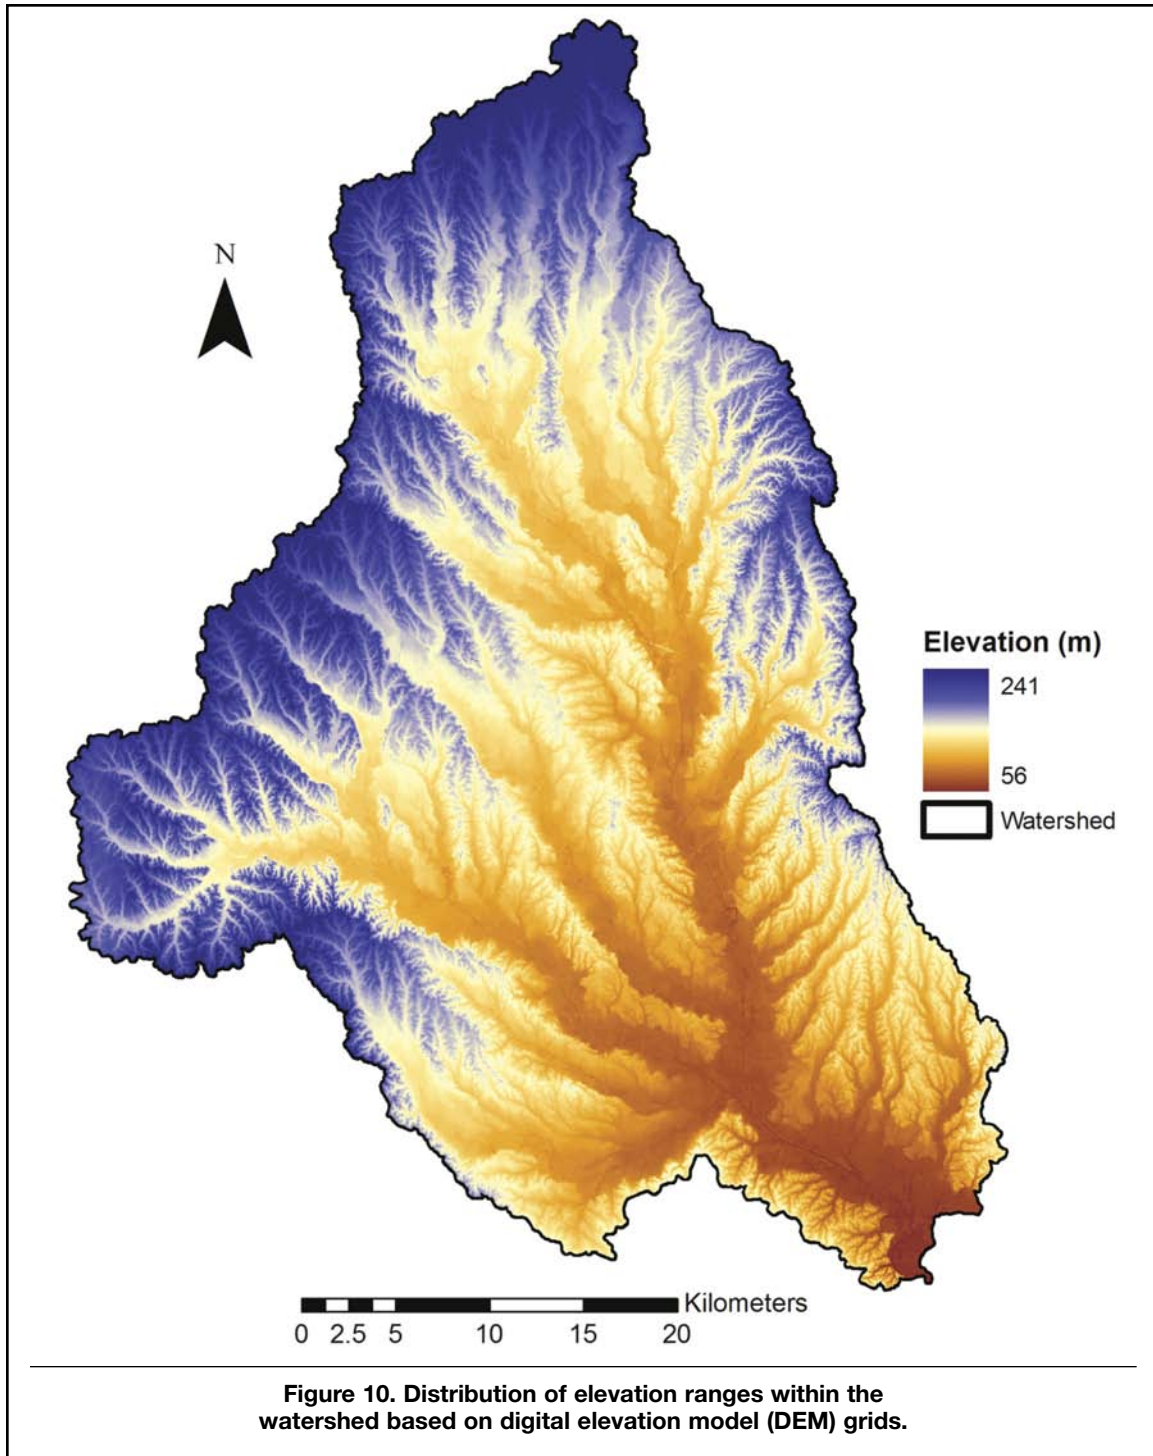 N
Elevation (m)
241
56
Watershed
Kilometers
0 2.5 5 10 15 20
Figure 10. Distribution of elevation ranges within the
watershed based on digital elevation model (DEM) grids.